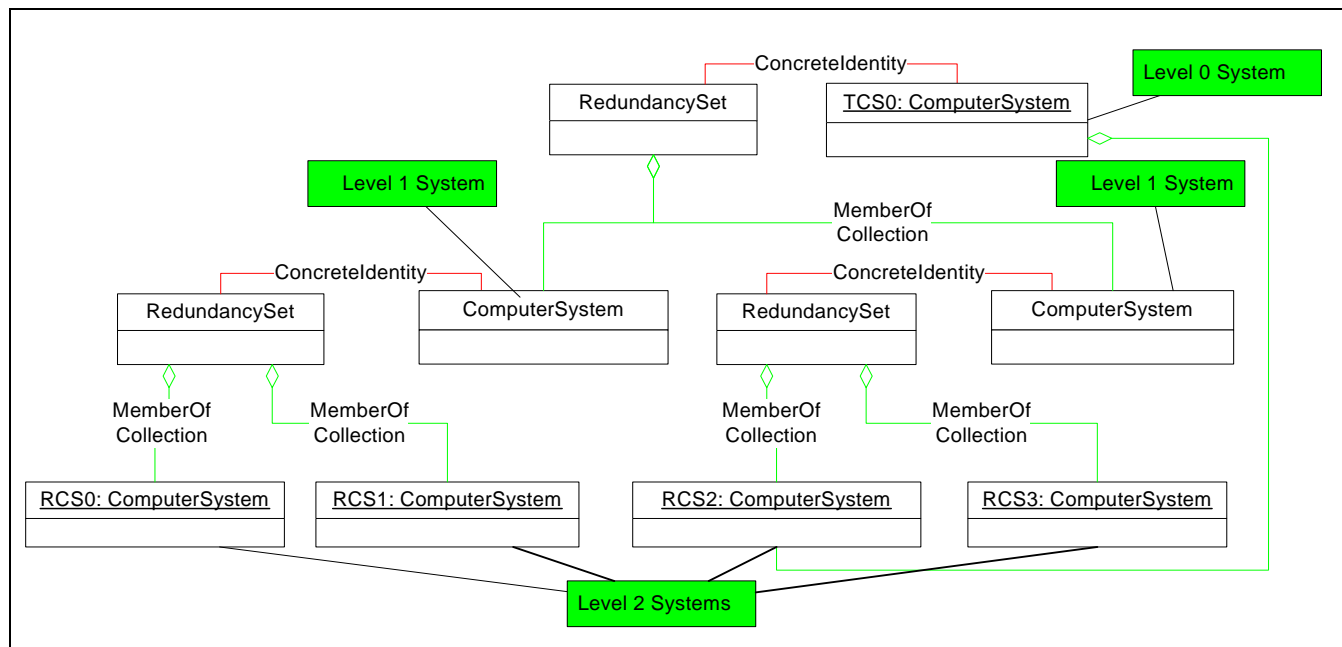 ConcreteIdentity
Level 0 System
RedundancySet
TCS0: ComputerSystem
Level 1 System
Level 1 System
MemberOf
Collection
ConcreteIdentity
ConcreteIdentity
RedundancySet
ComputerSystem
RedundancySet
ComputerSystem
MemberOf
Collection
MemberOf
Collection
MemberOf
Collection
MemberOf
Collection
RCS0: ComputerSystem
RCS1: ComputerSystem
RCS2: ComputerSystem
RCS3: ComputerSystem
Level 2 Systems